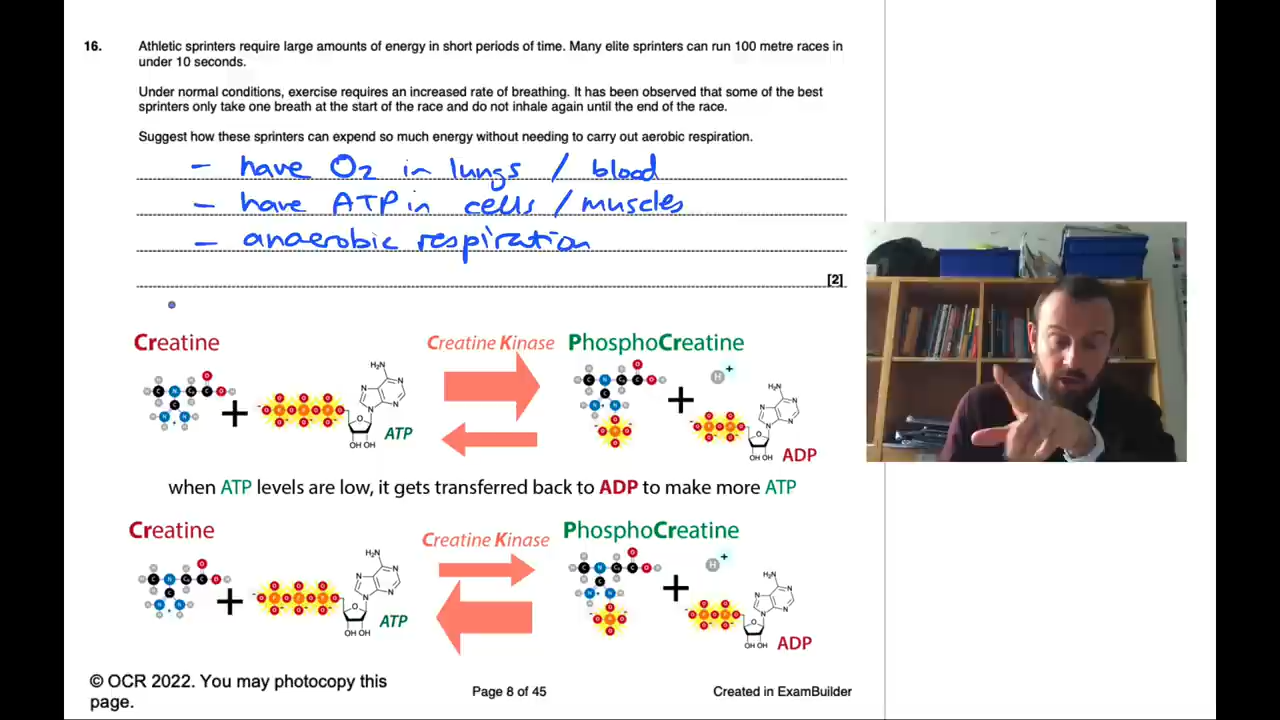 16. Athletic sprinters require large amounts of energy in short periods of time. Many elite sprinters can run 100 metre races in
under 10 seconds.
Under normal conditions, exercise requires an increased rate of breathing. It has been observed that some of the best
sprinters only take one breath at the start of the race and do not inhale again until the end of the race.
Suggest how these sprinters can expend so much energy without needing to carry out aerobic respiration.
- have O2 in lungs / blood
- have ATP in cells / muscles
- anaerobic respiration
[2]
Creatine Creatine Kinase PhosphoCreatine
ATP ADP
when ATP levels are low, it gets transferred back to ADP to make more ATP
Creatine Creatine Kinase PhosphoCreatine
ATP ADP
© OCR 2022. You may photocopy this
page.
Page 8 of 45
Created in ExamBuilder